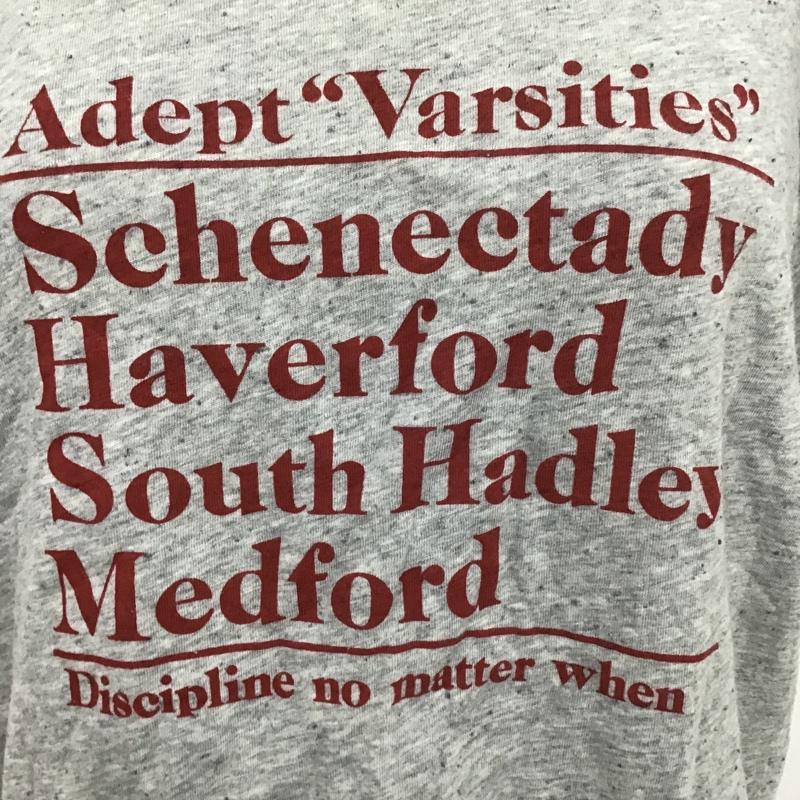 Adept “Varsities”
Schenectady
Haverford
South Hadley
Medford
Discipline no matter when